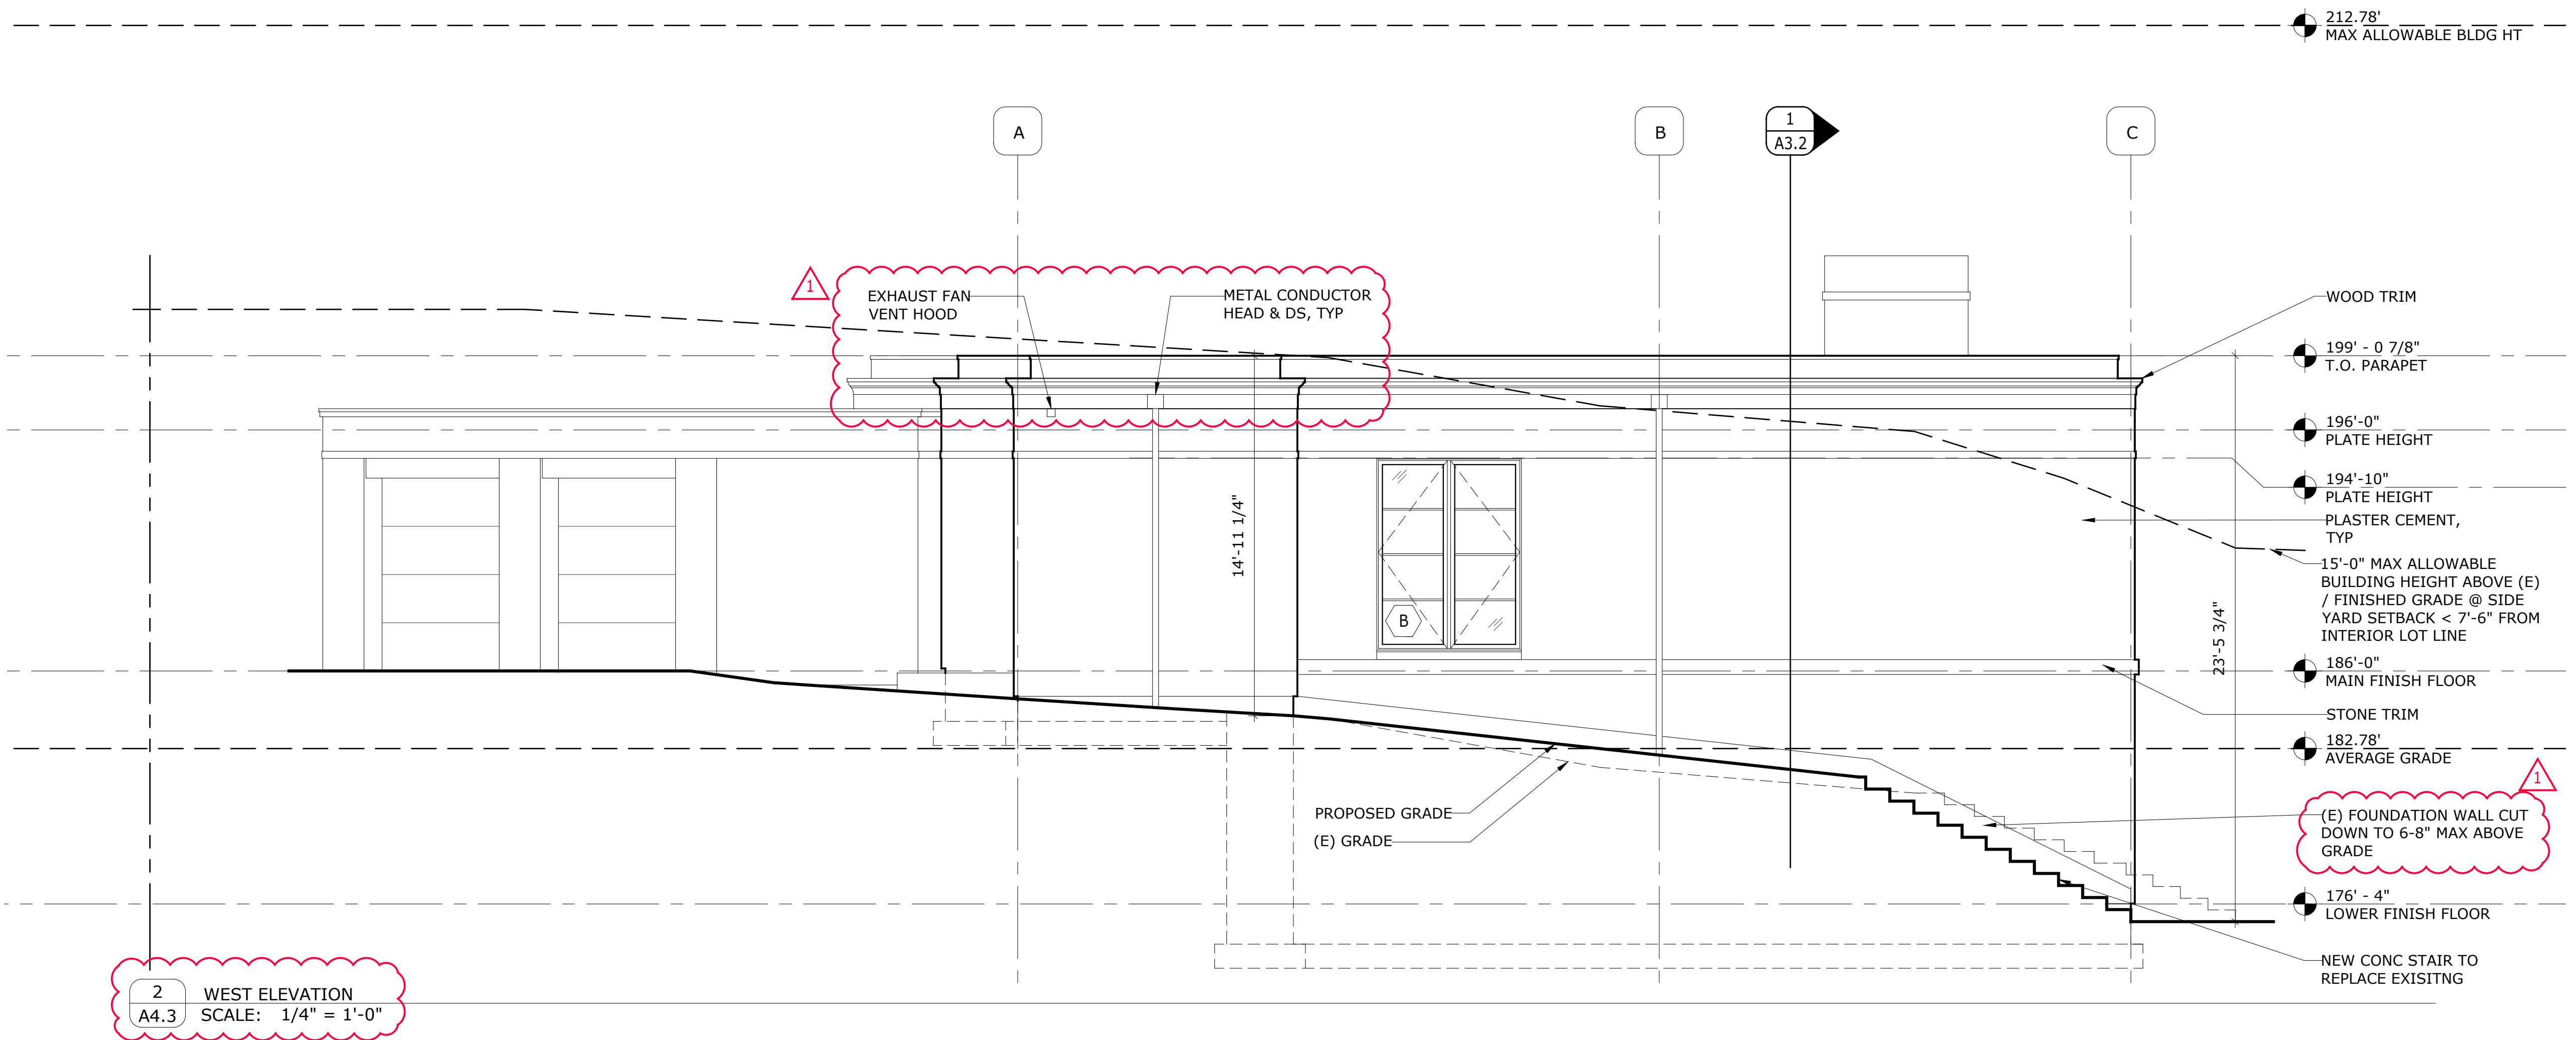 212.78'
MAX ALLOWABLE BLDG HT
A
B
1
A3.2
C
1
EXHAUST FAN
VENT HOOD
METAL CONDUCTOR
HEAD & DS, TYP
WOOD TRIM
199' - 0 7/8"
T.O. PARAPET
196'-0"
PLATE HEIGHT
194'-10"
PLATE HEIGHT
PLASTER CEMENT,
TYP
14'-11 1/4"
15'-0" MAX ALLOWABLE
BUILDING HEIGHT ABOVE (E)
/ FINISHED GRADE @ SIDE
YARD SETBACK < 7'-6" FROM
INTERIOR LOT LINE
B
23'-5 3/4"
186'-0"
MAIN FINISH FLOOR
STONE TRIM
182.78'
AVERAGE GRADE
1
PROPOSED GRADE
(E) GRADE
(E) FOUNDATION WALL CUT
DOWN TO 6-8" MAX ABOVE
GRADE
176' - 4"
LOWER FINISH FLOOR
NEW CONC STAIR TO
REPLACE EXISITNG
2
A4.3
WEST ELEVATION
SCALE: 1/4" = 1'-0"